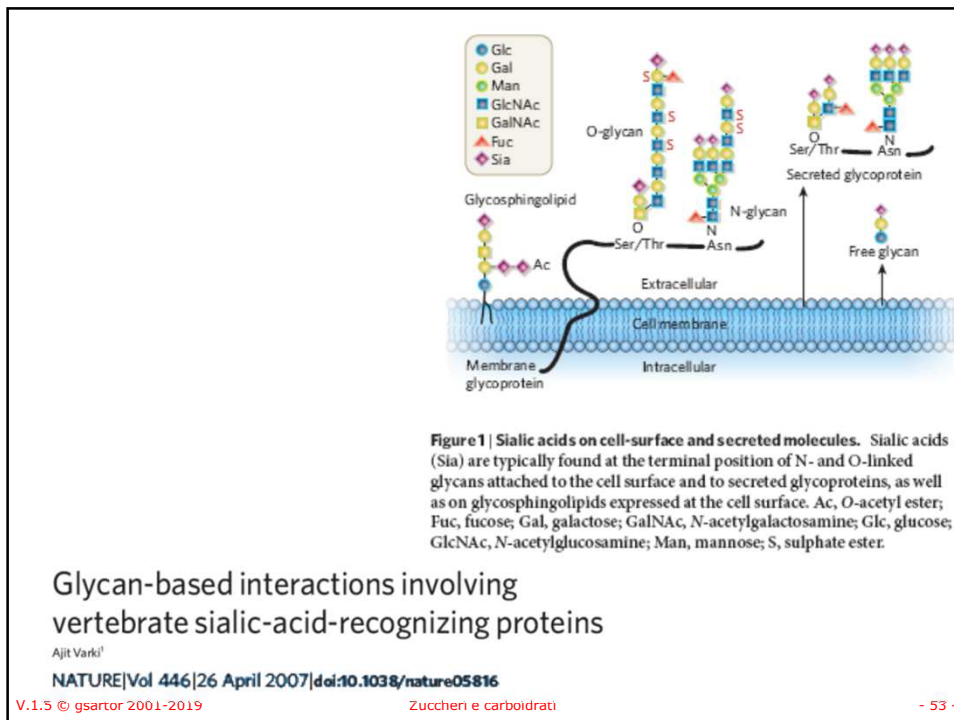 Glc
Gal
Man
GlcNAc
GalNAc
Fuc
Sia
Glycosphingolipid
Ac
O-glycan
S
S
S
S
S
N-glycan
O
N
Ser/Thr
Asn
O
N
Ser/Thr
Asn
Secreted glycoprotein
Free glycan
Extracellular
Cell membrane
Intracellular
Membrane
glycoprotein
Figure 1 | Sialic acids on cell-surface and secreted molecules. Sialic acids
(Sia) are typically found at the terminal position of N- and O-linked
glycans attached to the cell surface and to secreted glycoproteins, as well
as on glycosphingolipids expressed at the cell surface. Ac, O-acetyl ester;
Fuc, fucose; Gal, galactose; GalNAc, N-acetylgalactosamine; Glc, glucose;
GlcNAc, N-acetylglucosamine; Man, mannose; S, sulphate ester.
Glycan-based interactions involving
vertebrate sialic-acid-recognizing proteins
Ajit Varki¹
NATURE|Vol 446|26 April 2007|doi:10.1038/nature05816
V.1.5 © gsartor 2001-2019
Zuccheri e carboidrati
- 53 -